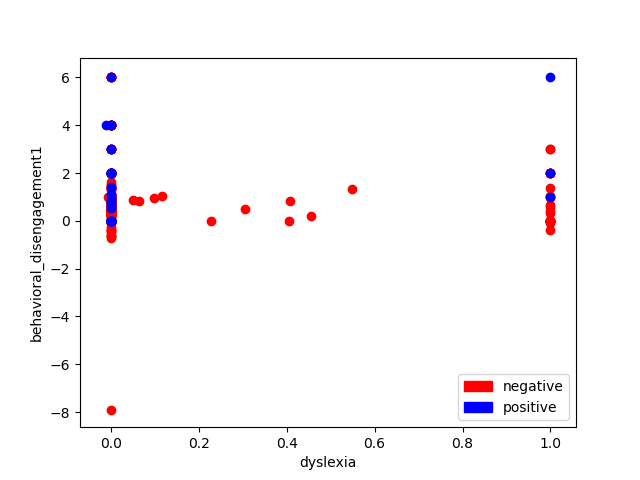 6
4
2
0
−2
−4
−6
−8
behavioral_disengagement1
0.0 0.2 0.4 0.6 0.8 1.0
dyslexia
negative
positive